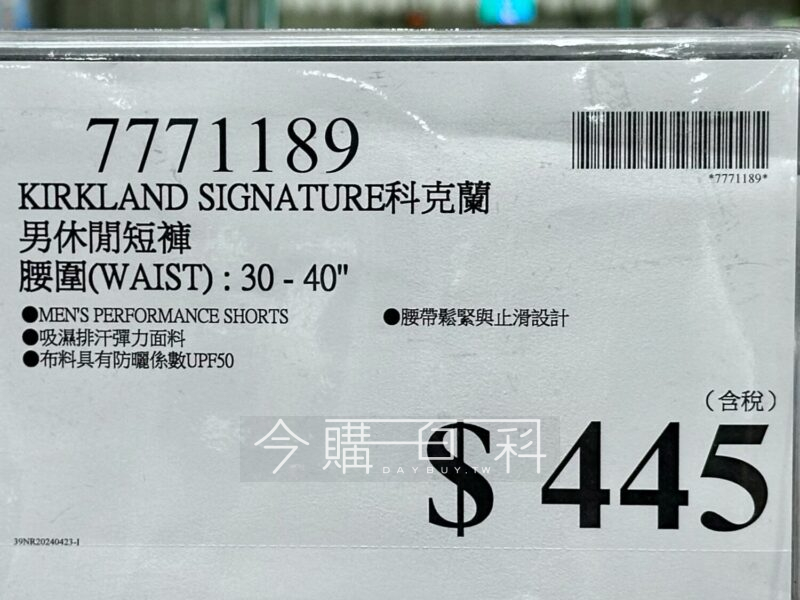 7771189
*7771189*
KIRKLAND SIGNATURE科克蘭
男休閒短褲
腰圍(WAIST) : 30 - 40"
●MEN'S PERFORMANCE SHORTS
●腰帶鬆緊與止滑設計
●吸濕排汗彈力面料
●布料具有防曬係數UPF50
（含稅）
$ 445
今購百科
DAYBUY.TW
39NR20240423-I